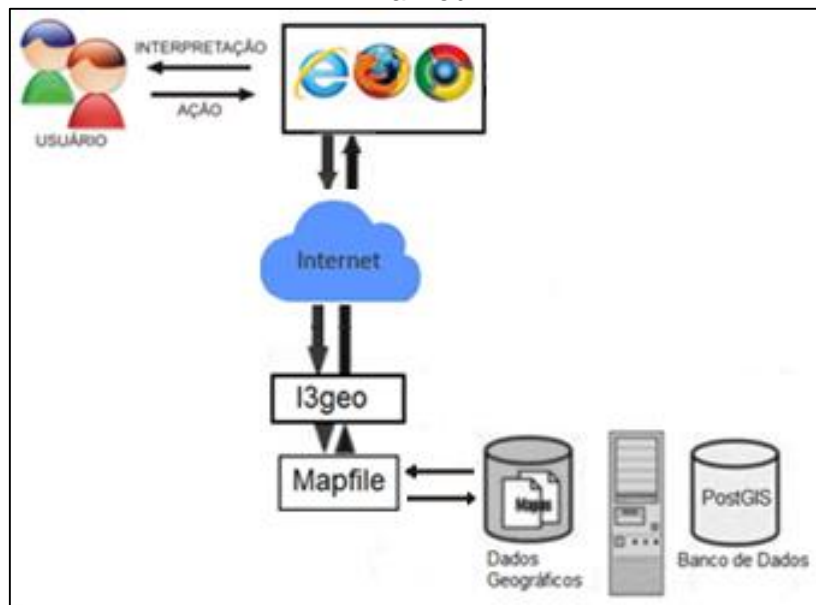 INTERPRETAÇÃO
AÇÃO
USUÁRIO
Internet
I3geo
Mapfile
Mapas
PostGIS
Dados
Geográficos
Banco de Dados